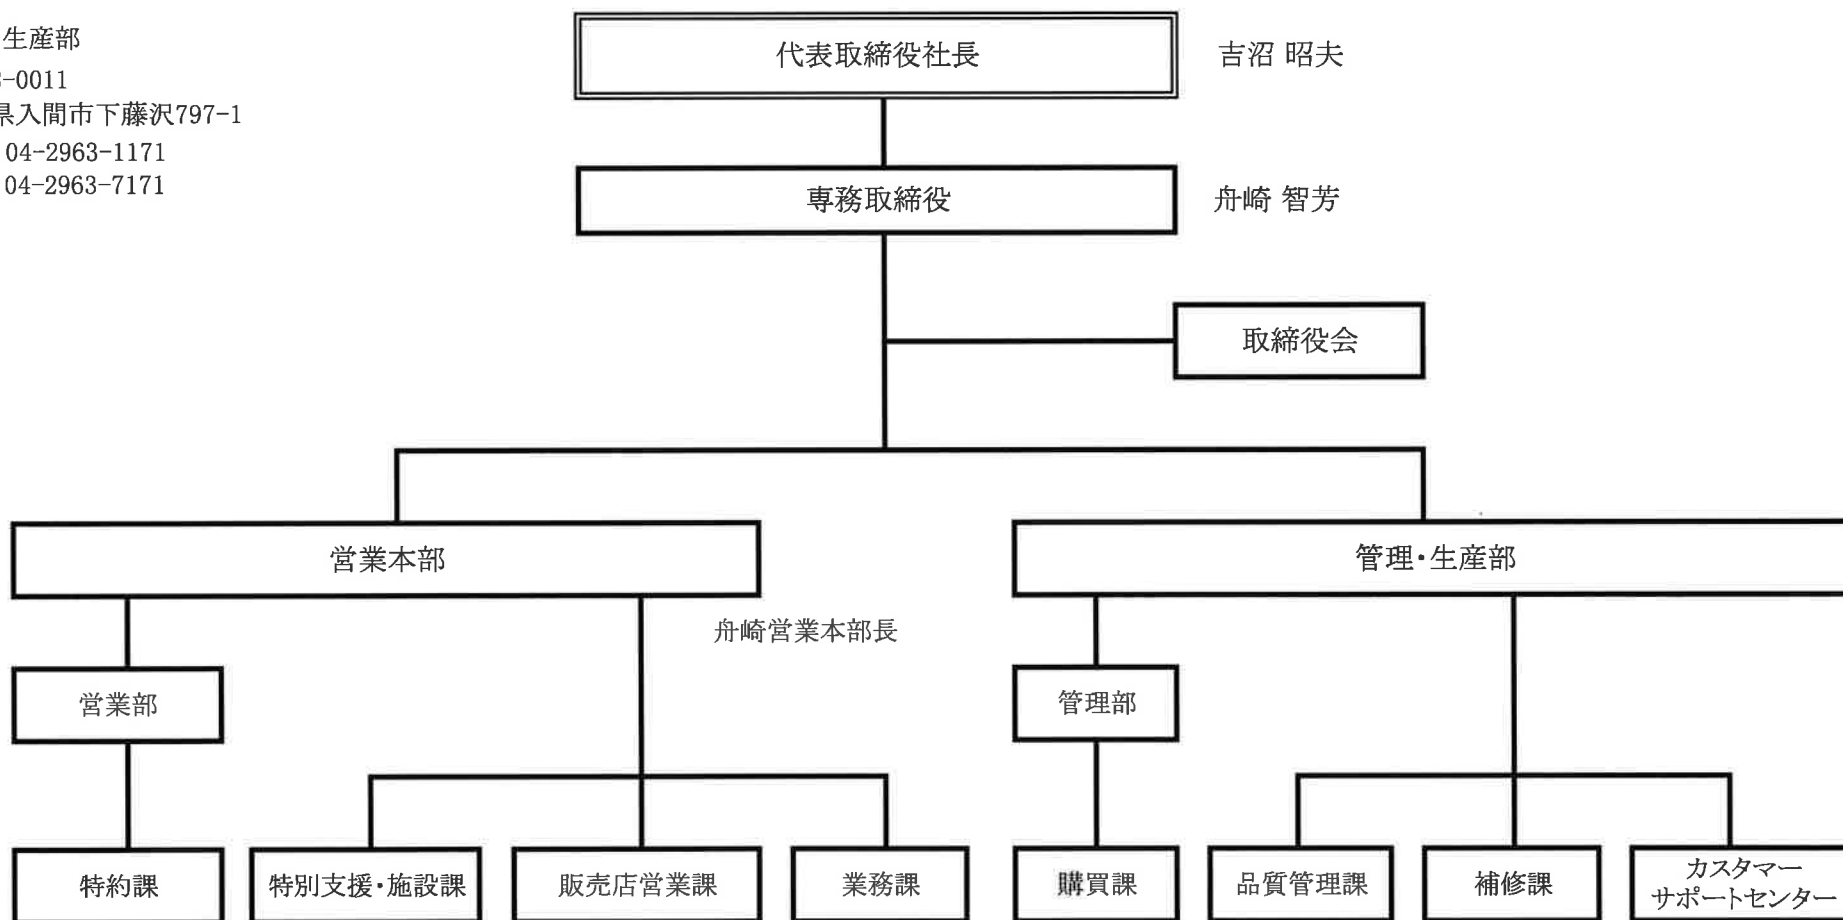 生産部
-0011
県入間市下藤沢797-1
04-2963-1171
04-2963-7171
代表取締役社長
吉沼 昭夫
専務取締役
舟崎 智芳
取締役会
営業本部
管理・生産部
舟崎営業本部長
営業部
管理部
特約課
特別支援・施設課
販売店営業課
業務課
購買課
品質管理課
補修課
カスタマー
サポートセンター